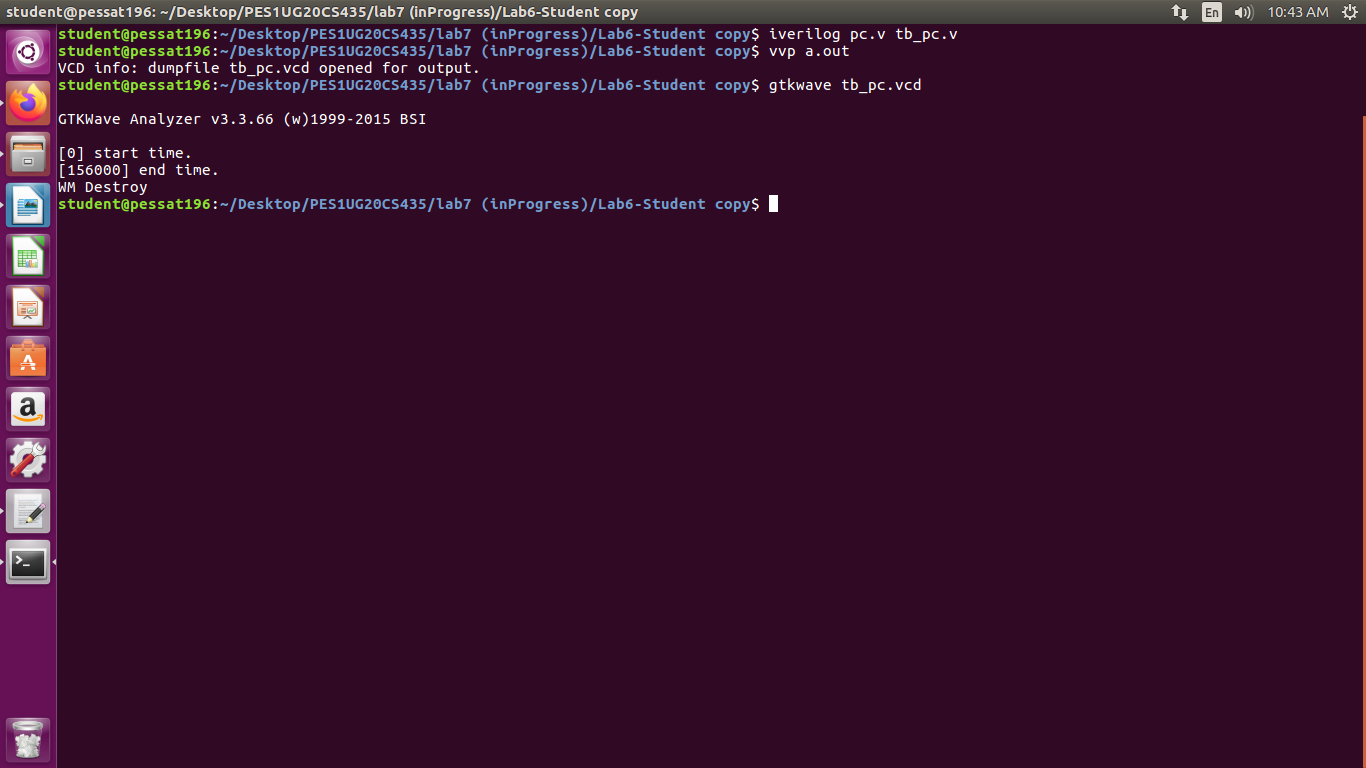 student@pessat196: ~/Desktop/PES1UG20CS435/lab7 (inProgress)/Lab6-Student copy
En
10:43 AM
student@pessat196:~/Desktop/PES1UG20CS435/lab7 (inProgress)/Lab6-Student copy$ iverilog pc.v tb_pc.v
student@pessat196:~/Desktop/PES1UG20CS435/lab7 (inProgress)/Lab6-Student copy$ vvp a.out
VCD info: dumpfile tb_pc.vcd opened for output.
student@pessat196:~/Desktop/PES1UG20CS435/lab7 (inProgress)/Lab6-Student copy$ gtkwave tb_pc.vcd
GTKWave Analyzer v3.3.66 (w)1999-2015 BSI
[0] start time.
[156000] end time.
WM Destroy
student@pessat196:~/Desktop/PES1UG20CS435/lab7 (inProgress)/Lab6-Student copy$